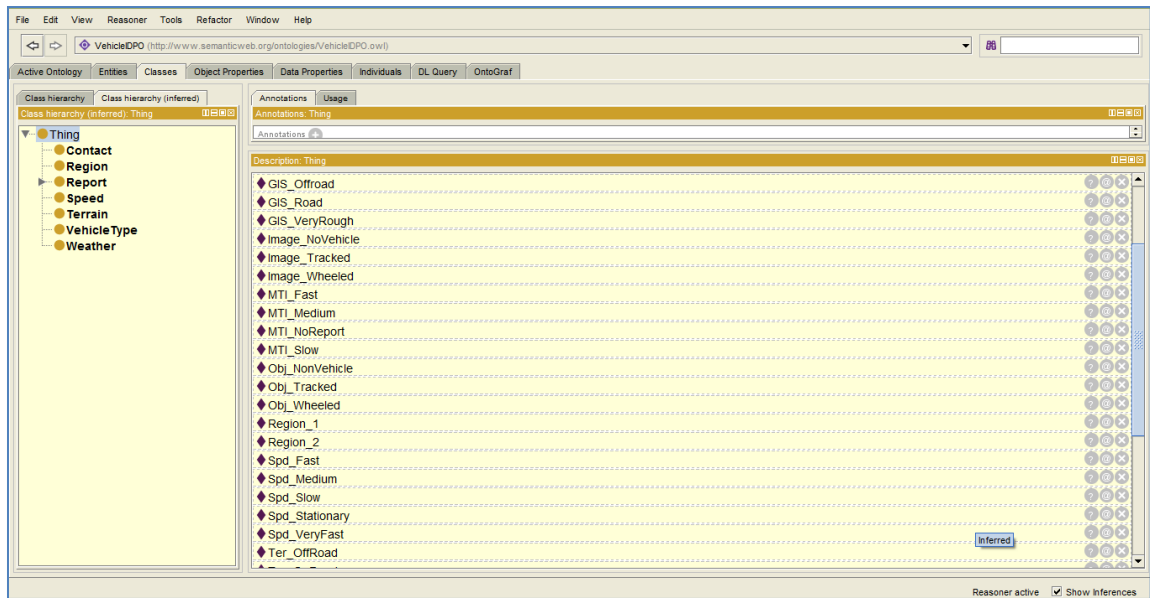 File Edit View Reasoner Tools Refactor Window Help
VehicleIDPO (http://www.semanticweb.org/ontologies/VehicleIDPO.owl)
Active Ontology Entities Classes Object Properties Data Properties Individuals DL Query OntoGraf
Class hierarchy Class hierarchy (inferred)
Class hierarchy (inferred): Thing
Thing
Contact
Region
Report
Speed
Terrain
VehicleType
Weather
Annotations Usage
Annotations: Thing
Annotations
Description: Thing
GIS_Offroad
GIS_Road
GIS_VeryRough
Image_NoVehicle
Image_Tracked
Image_Wheeled
MTI_Fast
MTI_Medium
MTI_NoReport
MTI_Slow
Obj_NonVehicle
Obj_Tracked
Obj_Wheeled
Region_1
Region_2
Spd_Fast
Spd_Medium
Spd_Slow
Spd_Stationary
Spd_VeryFast
Inferred
Ter_OffRoad
Reasoner active Show Inferences